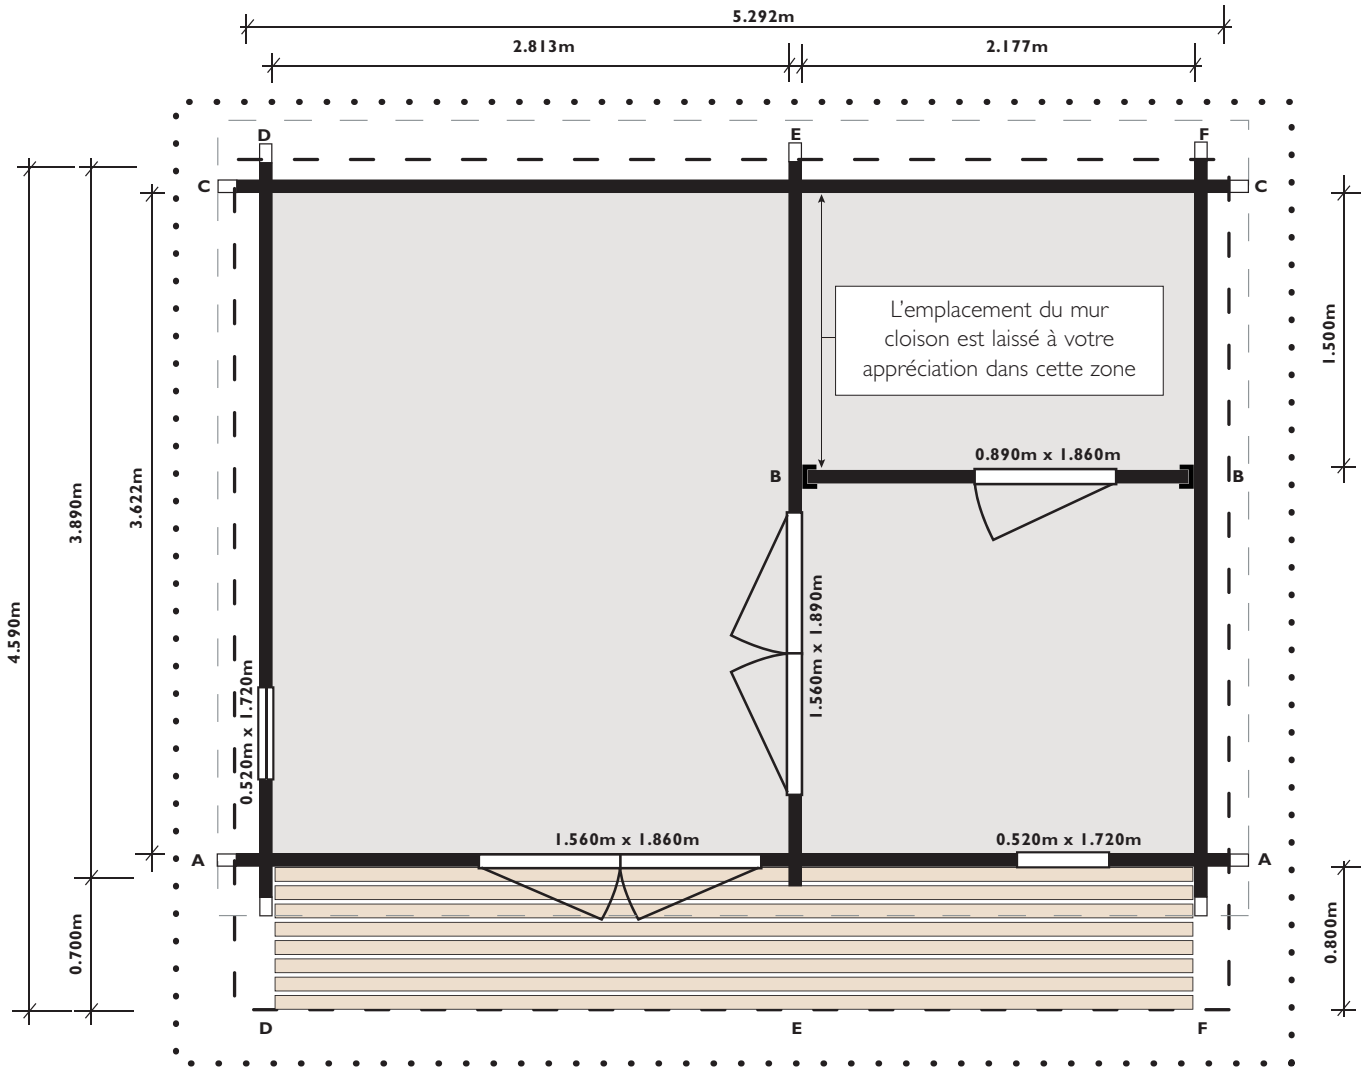 5.292m
2.813m
2.177m
D
E
F
C
C
L'emplacement du mur
cloison est laissé à votre
appréciation dans cette zone
1.500m
0.890m x 1.860m
B
B
3.622m
3.890m
4.590m
1.560m x 1.890m
0.520m x 1.720m
1.560m x 1.860m
0.520m x 1.720m
A
A
0.700m
0.800m
D
E
F